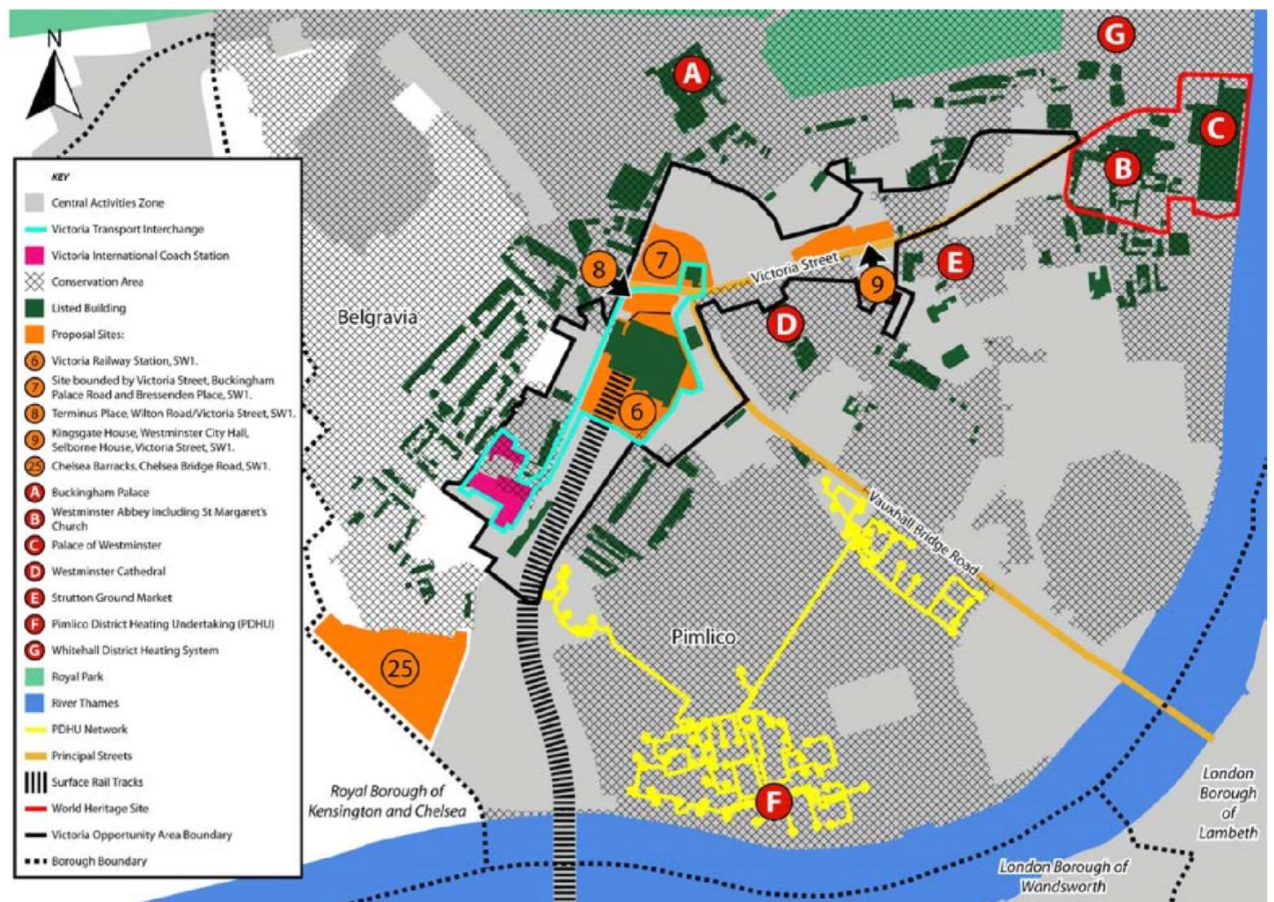 N
KEY
Central Activities Zone
Victoria Transport Interchange
Victoria International Coach Station
Conservation Area
Listed Building
Proposal Sites:
6 Victoria Railway Station, SW1.
7 Site bounded by Victoria Street, Buckingham
Palace Road and Bressenden Place, SW1.
8 Terminus Place, Wilton Road/Victoria Street, SW1.
9 Kingsgate House, Westminster City Hall,
Selborne House, Victoria Street, SW1.
25 Chelsea Barracks, Chelsea Bridge Road, SW1.
A Buckingham Palace
B Westminster Abbey including St Margaret's
Church
C Palace of Westminster
D Westminster Cathedral
E Strutton Ground Market
F Pimlico District Heating Undertaking (PDHU)
G Whitehall District Heating System
Royal Park
River Thames
PDHU Network
Principal Streets
Surface Rail Tracks
World Heritage Site
Victoria Opportunity Area Boundary
Borough Boundary
G
A
C
B
7
8
Victoria Street
E
9
Belgravia
D
6
Vauxhall Bridge Road
Pimlico
25
F
Royal Borough of
Kensington and Chelsea
London
Borough
of
Lambeth
London Borough of
Wandsworth